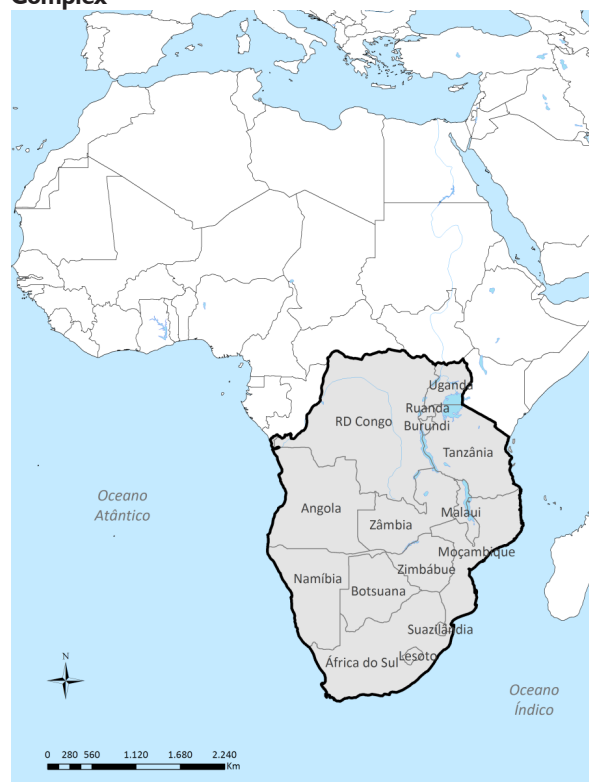 Complex
Uganda
Ruanda
RD Congo
Burundi
Tanzânia
Oceano
Atântico
Angola
Malaui
Zâmbia
Moçambique
Zimbábue
Namíbia
Botsuana
Suazilândia
África do Sul
Lesoto
N
Oceano
Índico
0 280 560 1.120 1.680 2.240
Km